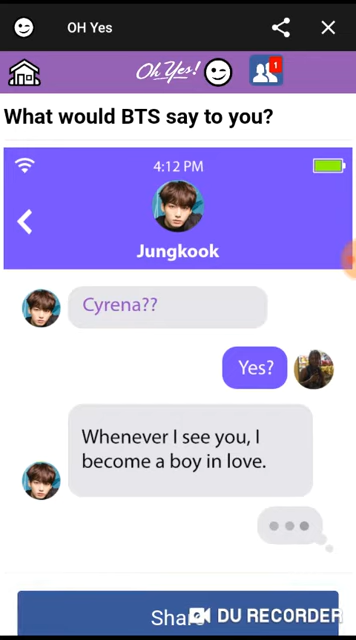 OH Yes
Oh Yes!
1
What would BTS say to you?
4:12 PM
Jungkook
Cyrena??
Yes?
Whenever I see you, I
become a boy in love.
Share
DU RECORDER